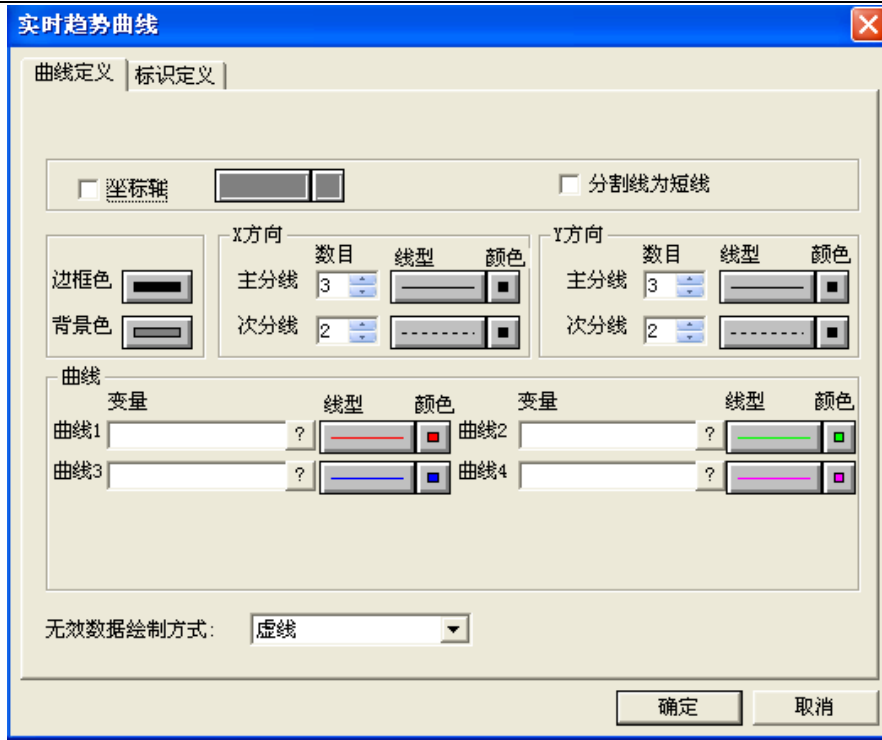 实时趋势曲线
曲线定义 标识定义
坐标轴 分割线为短线
边框色
背景色
X方向
数目 线型 颜色
主分线 3
次分线 2
Y方向
数目 线型 颜色
主分线 3
次分线 2
曲线
变量 线型 颜色 变量 线型 颜色
曲线1 ? 曲线2 ?
曲线3 ? 曲线4 ?
无效数据绘制方式: 虚线
确定 取消